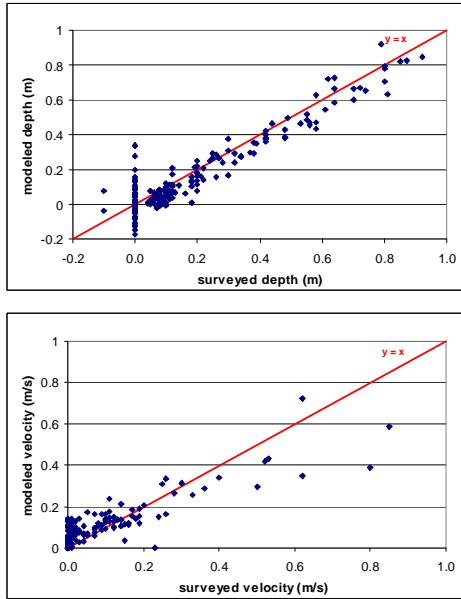 1
y = x
0.8
0.6
0.4
0.2
0
-0.2
-0.2 0.0 0.2 0.4 0.6 0.8 1.0
modeled depth (m)
surveyed depth (m)
1
y = x
0.8
0.6
0.4
0.2
0
0.0 0.2 0.4 0.6 0.8 1.0
modeled velocity (m/s)
surveyed velocity (m/s)